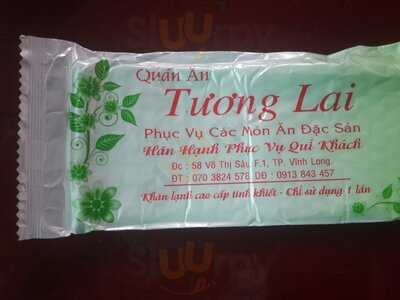 Quán Ăn
Tương Lai
Phục Vụ Các Món Ăn Đặc Sản
Hân Hạnh Phục Vụ Quí Khách
Đc : 58 Võ Thị Sáu, F.1, TP. Vĩnh Long.
ĐT : 070 3824 578, DĐ : 0913 843 457
Khăn lạnh cao cấp tinh khiết - Chỉ sử dụng 1 lần